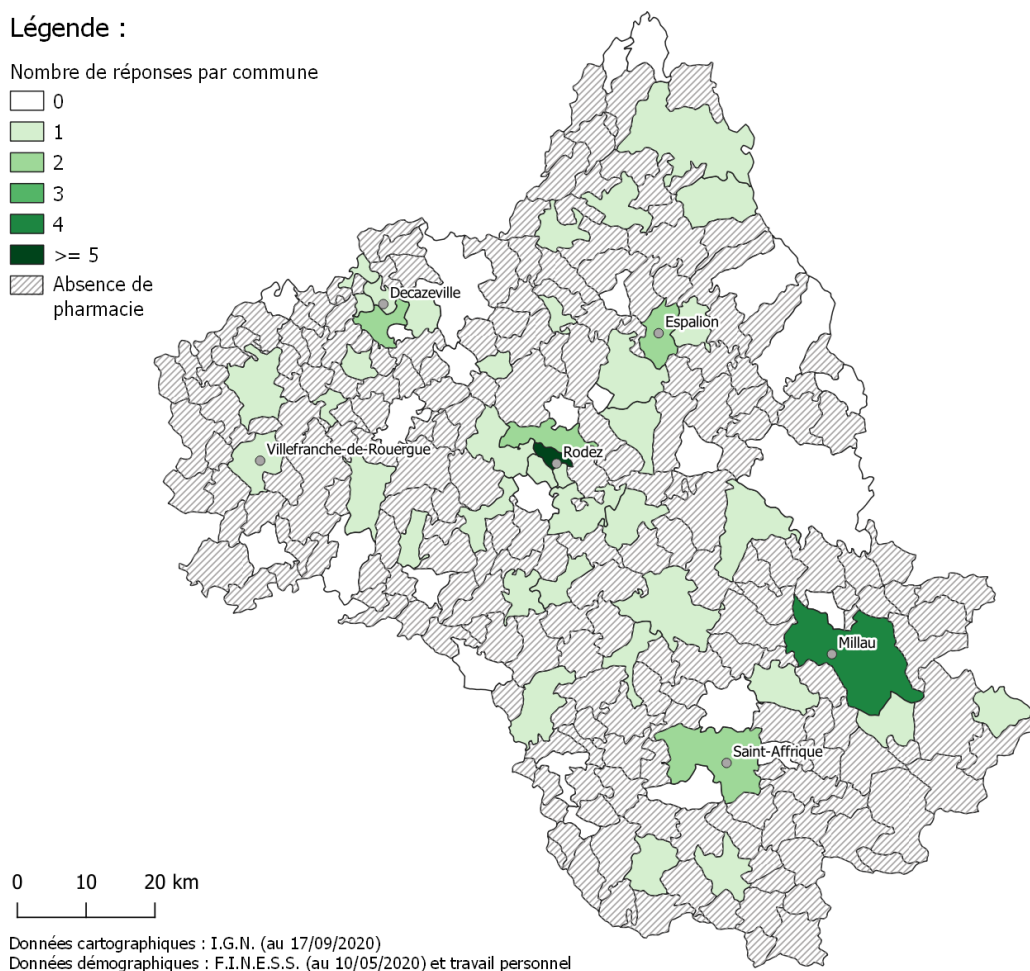 Légende :
Nombre de réponses par commune
0
1
2
3
4
>= 5
Absence de
pharmacie
Decazeville
Espalion
Villefranche-de-Rouergue
Rodez
Millau
Saint-Affrique
0 10 20 km
Données cartographiques : I.G.N. (au 17/09/2020)
Données démographiques : F.I.N.E.S.S. (au 10/05/2020) et travail personnel